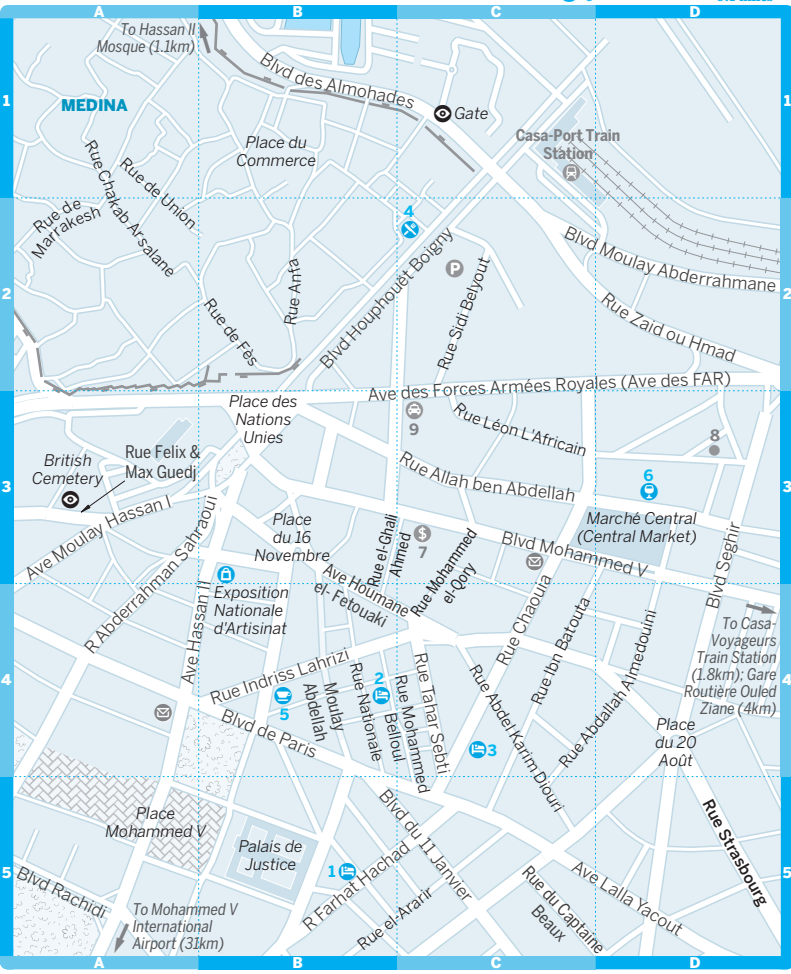 A
B
C
D
To Hassan II
Mosque (1.1km)
Blvd des Almohades
1
1
MEDINA
Gate
Place du
Commerce
Casa-Port Train
Station
Rue Chakab Arsalane
Rue de Union
Rue de
Marrakesh
4
Blvd Houphouët Boigny
P
Blvd Moulay Abderrahmane
2
2
Rue Anfta
Rue de Fès
Rue Sidi Belyout
Rue Zaid ou Hmad
Ave des Forces Armées Royales (Ave des FAR)
Place des
Nations
Unies
9
Rue Léon L'Africain
8
British
Cemetery
Rue Felix &
Max Guedj
Rue Allah ben Abdellah
6
3
3
Ave Moulay Hassan I
Place
du 16
Novembre
Rue el-Ghali
Ahmed
$
7
Marché Central
(Central Market)
Blvd Mohammed V
R Abderrahman Sahraoui
Ave Houmane
el-Fetouaki
Rue Mohammed
el-Qory
Blvd Seghir
Exposition
Nationale
d'Artisinat
Ave Hassan II
Rue Chaouia
Rue Ibn Batouta
Rue Abdallah Almedouini
To Casa-
Voyageurs
Train Station
(1.8km); Gare
Routière Ouled
Ziane (4km)
4
4
Rue Indriss Lahrizi
5
Moulay
Abdellah
Rue Nationale
2
Rue Mohammed
Belloul
Rue Tahar Sebti
Rue Abdel Karim Diouri
3
Blvd de Paris
Place
du 20
Août
Place
Mohammed V
Palais de
Justice
Blvd du 11 Janvier
Rue Strasbourg
5
5
1
R Farhat Hachad
Ave Lalla Yacout
Blvd Rachidi
Rue el-Ararir
Rue du Captaine
Beaux
To Mohammed V
International
Airport (31km)
A
B
C
D